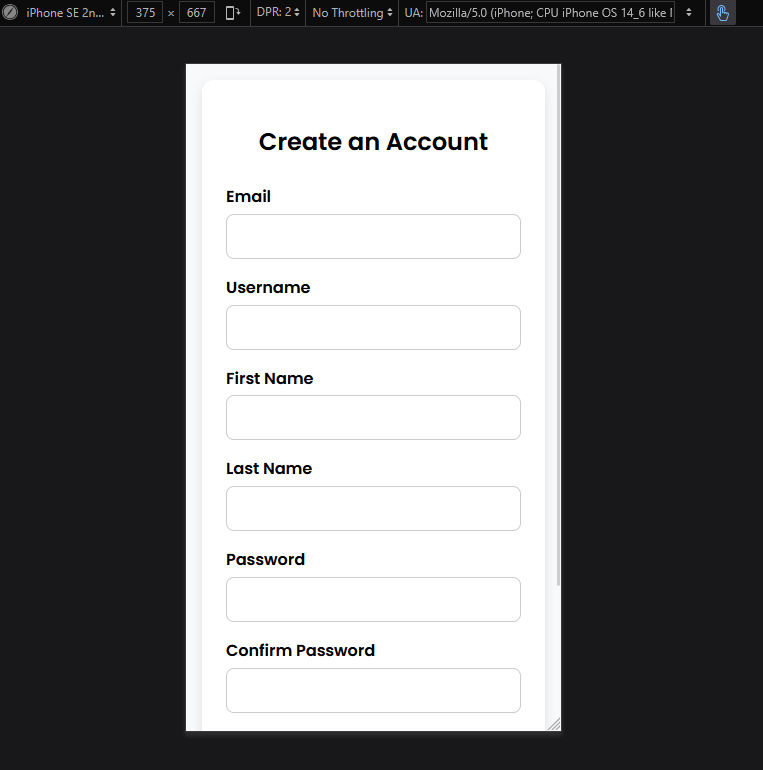 iPhone SE 2n... 375 × 667 DPR: 2 No Throttling UA: Mozilla/5.0 (iPhone; CPU iPhone OS 14_6 like
Create an Account
Email
Username
First Name
Last Name
Password
Confirm Password